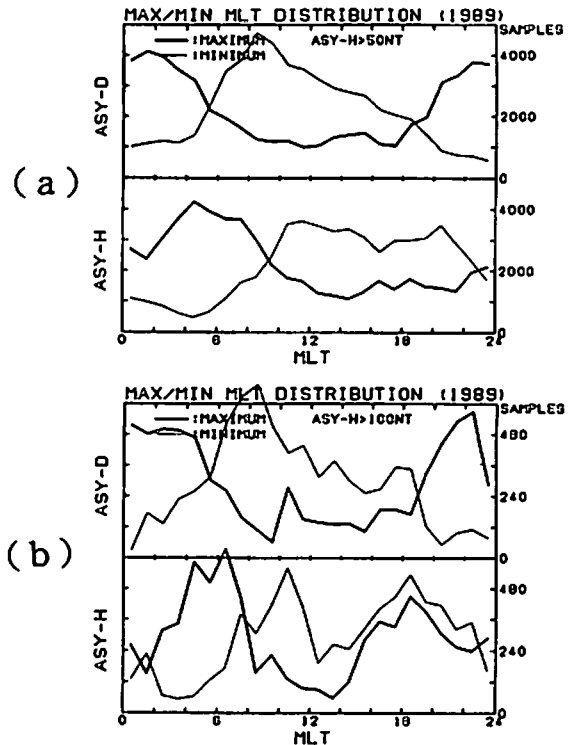 MAX/MIN MLT DISTRIBUTION (1989)
SAMPLES
:MAXIMUM ASY-H>50NT
:MINIMUM
4000
ASY-D
2000
0
(a)
4000
ASY-H
2000
0
0 6 12 18 24
MLT
MAX/MIN MLT DISTRIBUTION (1989)
SAMPLES
:MAXIMUM ASY-H>100NT
:MINIMUM
480
ASY-D
240
0
(b)
480
ASY-H
240
0
0 6 12 18 24
MLT